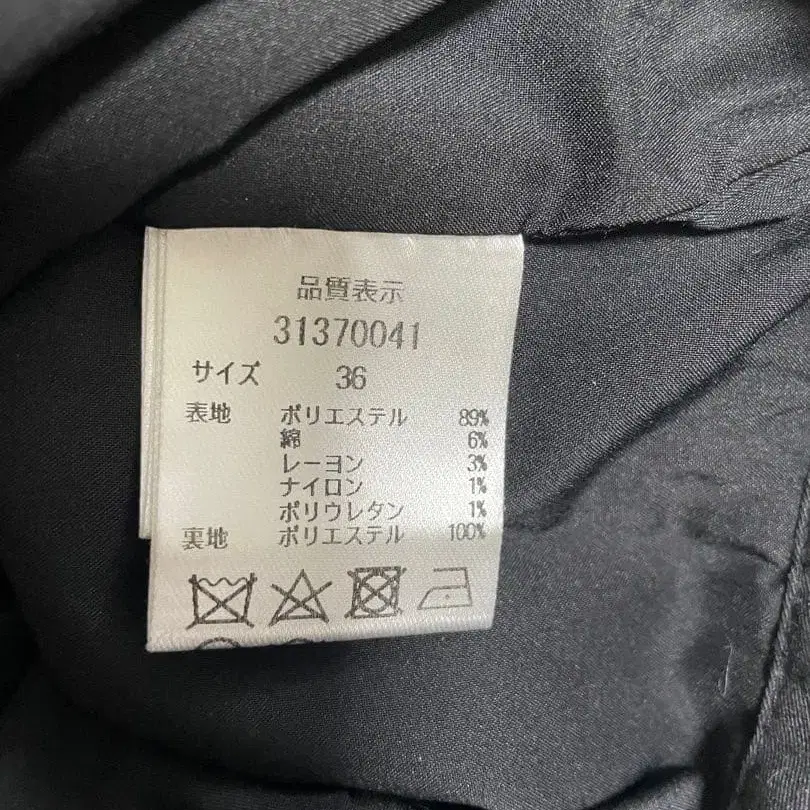 品質表示
31370041
サイズ 36
表地 ポリエステル 89%
綿 6%
レーヨン 3%
ナイロン 1%
ポリウレタン 1%
裏地 ポリエステル 100%